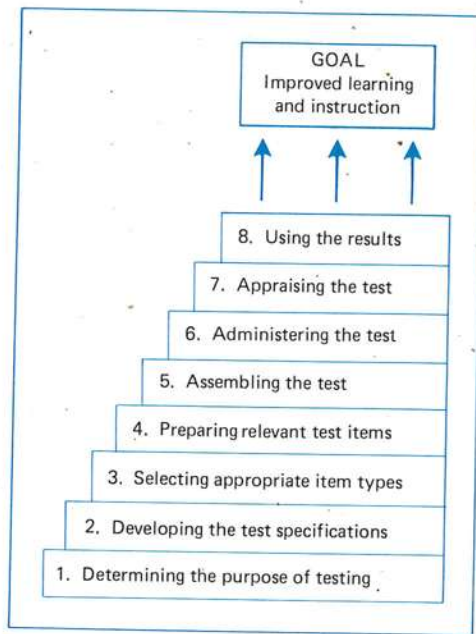 GOAL
Improved learning
and instruction
8. Using the results
7. Appraising the test
6. Administering the test
5. Assembling the test
4. Preparing relevant test items
3. Selecting appropriate item types
2. Developing the test specifications
1. Determining the purpose of testing